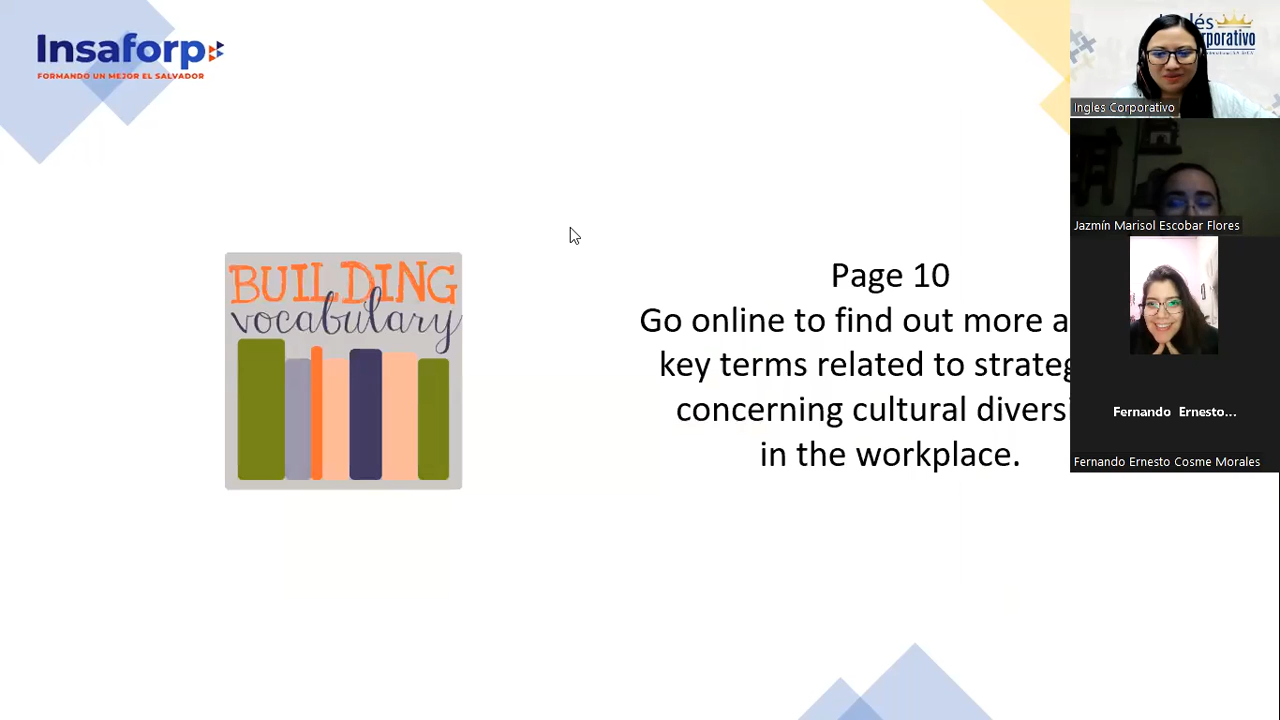 Insaforp
FORMANDO UN MEJOR EL SALVADOR
BUILDING
vocabulary
Page 10
Go online to find out more a
key terms related to strateg
concerning cultural divers
in the workplace.
Ingles Corporativo
Jazmín Marisol Escobar Flores
Fernando Ernesto...
Fernando Ernesto Cosme Morales